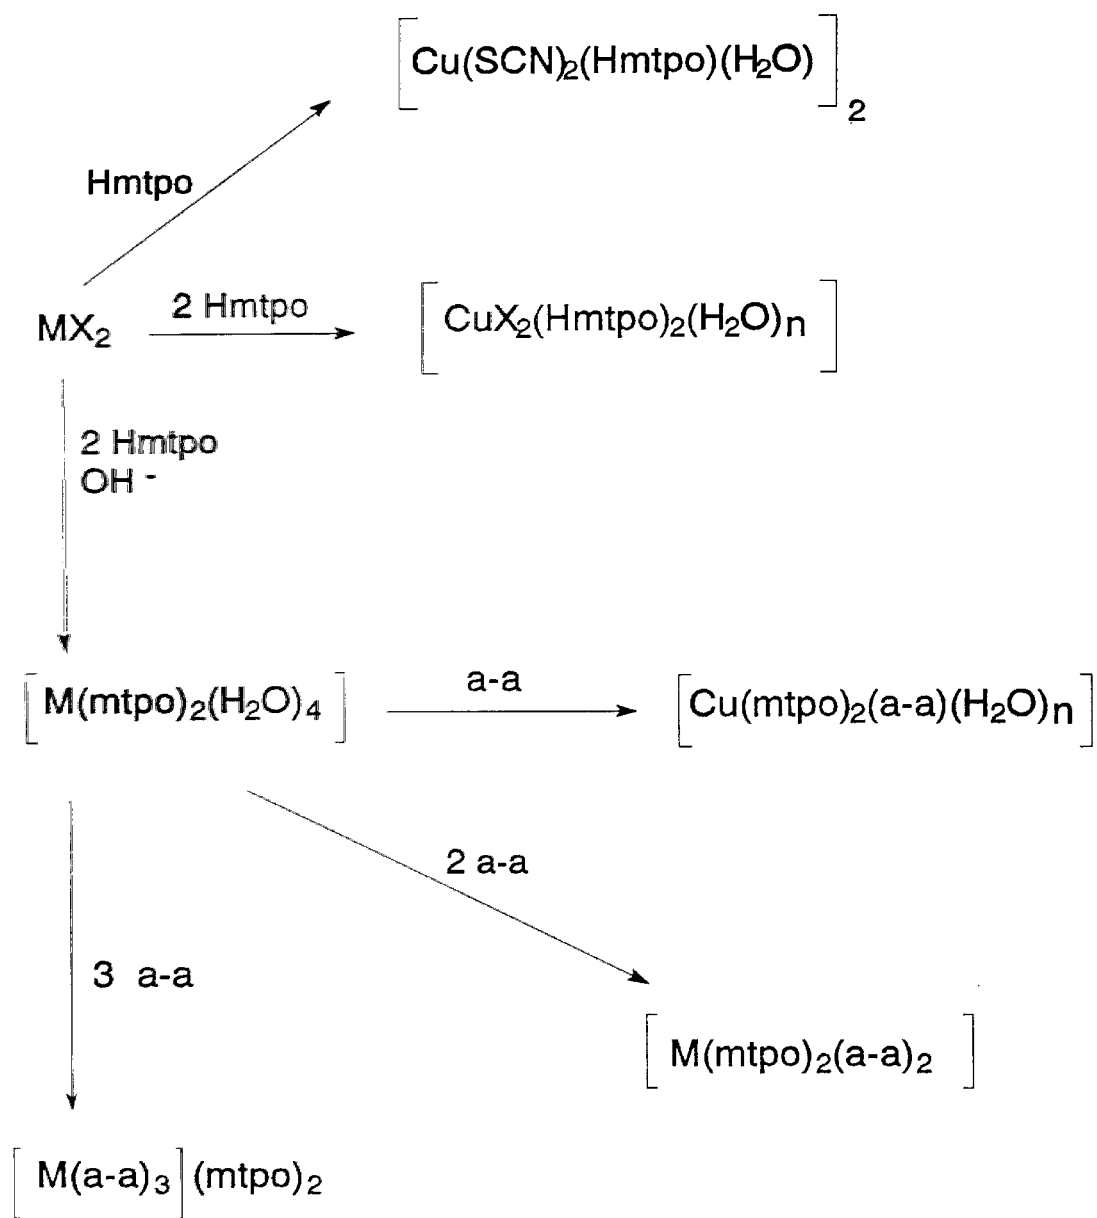 [Cu(SCN)₂(Hmtpo)(H₂O)]₂
Hmtpo
MX₂
2 Hmtpo
[CuX₂(Hmtpo)₂(H₂O)n]
2 Hmtpo
OH -
[M(mtpo)₂(H₂O)₄]
a-a
[Cu(mtpo)₂(a-a)(H₂O)n]
2 a-a
3 a-a
[M(mtpo)₂(a-a)₂]
[M(a-a)₃](mtpo)₂